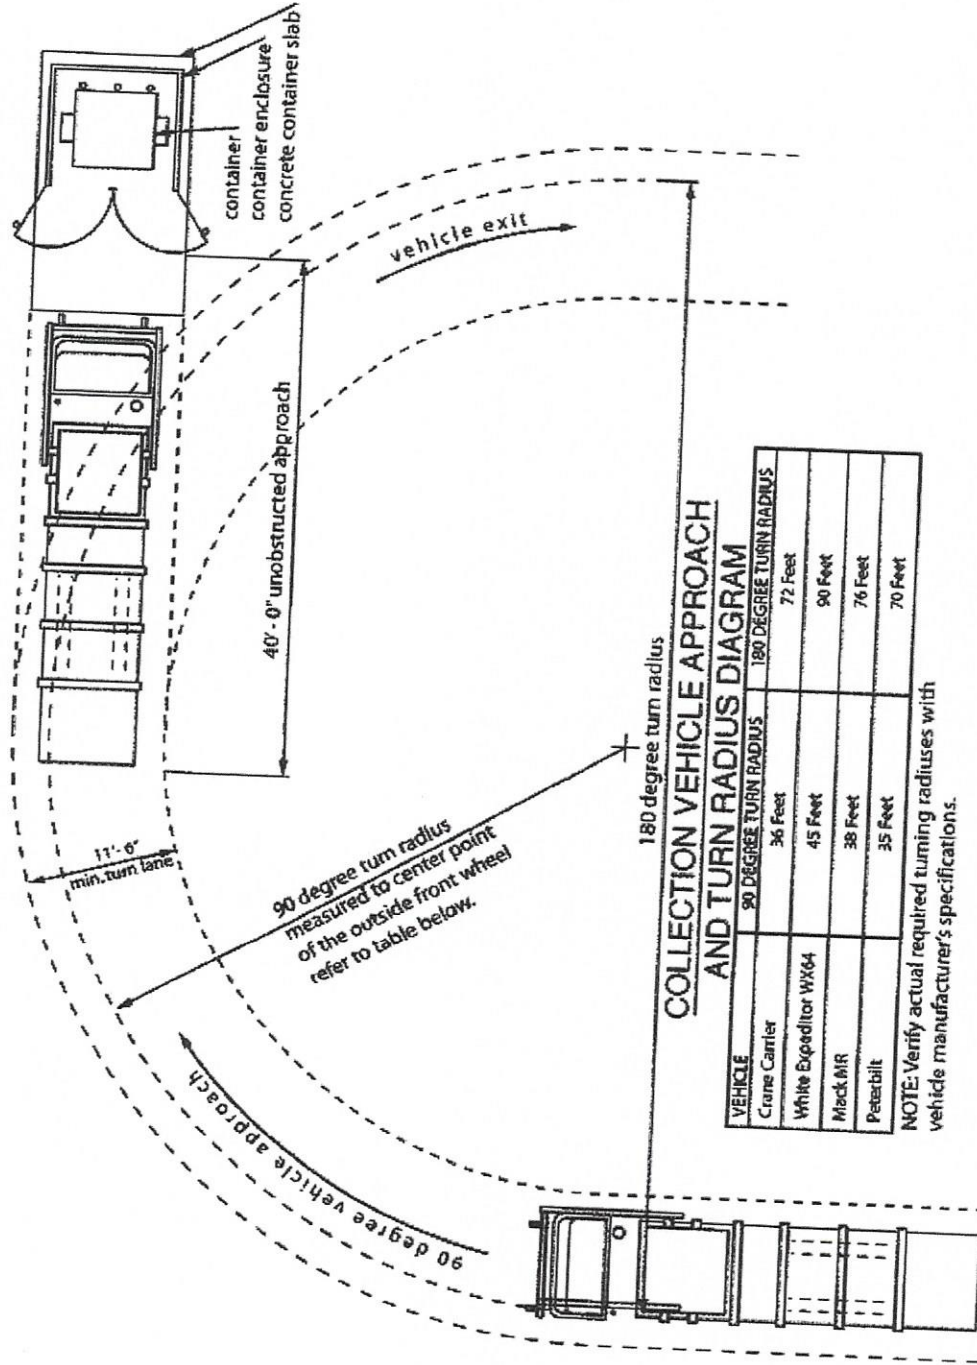 container
container enclosure
concrete container slab
vehicle exit
40' - 0" unobstructed approach
11'- 6"
min. turn lane
90 degree turn radius
measured to center point
of the outside front wheel
refer to table below.
90 degree vehicle approach
180 degree turn radius
COLLECTION VEHICLE APPROACH
AND TURN RADIUS DIAGRAM
VEHICLE 90 DEGREE TURN RADIUS 180 DEGREE TURN RADIUS
Crane Carrier 36 Feet 72 Feet
White Expeditor WX64 45 Feet 90 Feet
Mack MR 38 Feet 76 Feet
Peterbilt 35 Feet 70 Feet
NOTE: Verify actual required turning radiuses with
vehicle manufacturer's specifications.